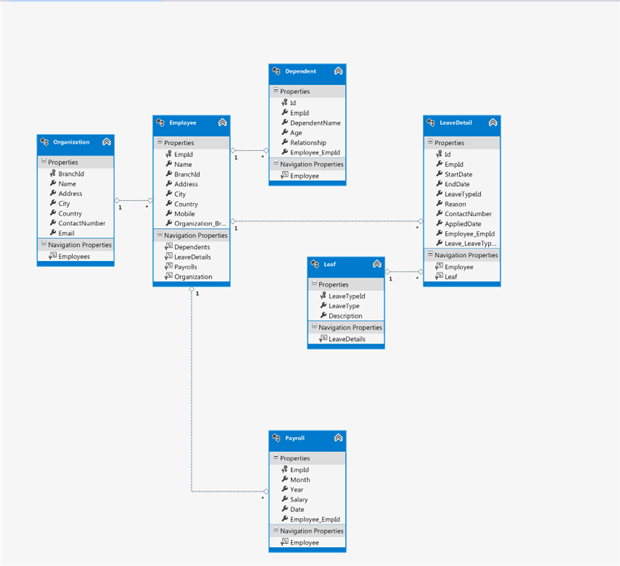 Dependent
Properties
Id
EmpId
DependentName
Age
Relationship
Employee_EmpId
Navigation Properties
Employee
Employee
Properties
EmpId
Name
BranchId
Address
City
Country
Mobile
Organization_Br...
Navigation Properties
Dependents
LeaveDetails
Payrolls
Organization
LeaveDetail
Properties
Id
EmpId
StartDate
EndDate
LeaveTypeId
Reason
ContactNumber
AppliedDate
Employee_EmpId
Leave_LeaveTyp...
Navigation Properties
Employee
Leaf
Organization
Properties
BranchId
Name
Address
City
Country
ContactNumber
Email
Navigation Properties
Employees
1
*
1
*
1
*
Leaf
Properties
LeaveTypeId
LeaveType
Description
Navigation Properties
LeaveDetails
1
*
1
*
Payroll
Properties
EmpId
Month
Year
Salary
Date
Employee_EmpId
Navigation Properties
Employee